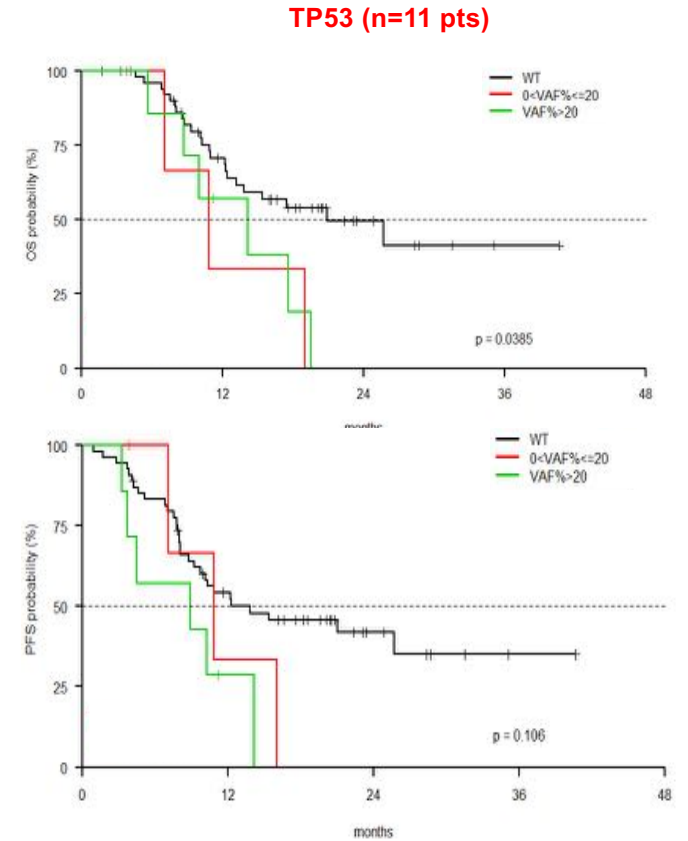 TP53 (n=11 pts)
WT
0<VAF%<=20
VAF%>20
OS probability (%)
100
75
50
25
0
p = 0.0385
0 12 24 36 48
months
WT
0<VAF%<=20
VAF%>20
PFS probability (%)
100
75
50
25
0
p = 0.106
0 12 24 36 48
months